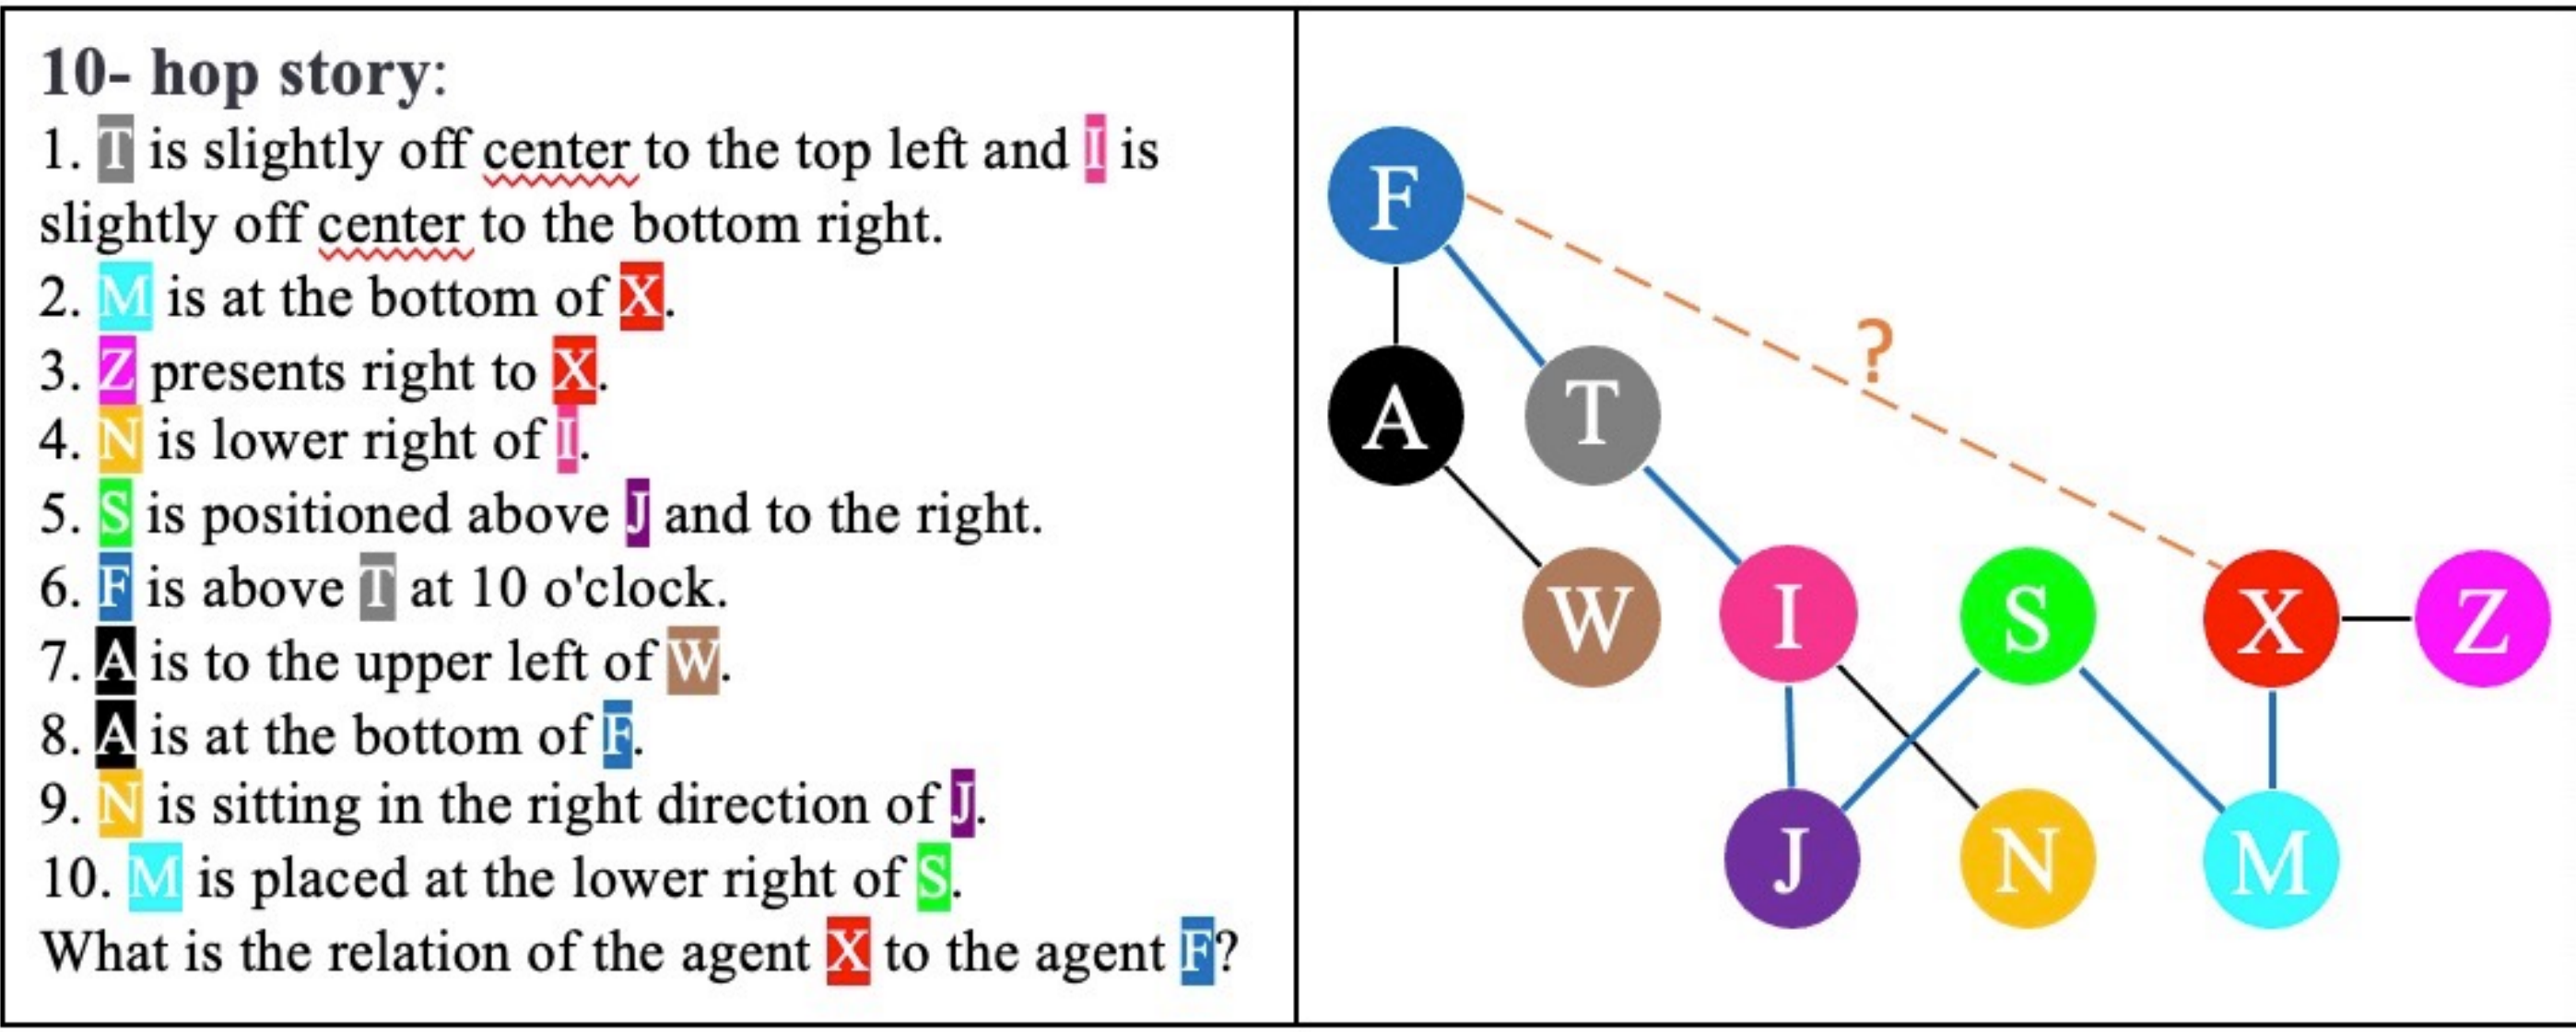 10- hop story:
1. T is slightly off center to the top left and I is
slightly off center to the bottom right.
2. M is at the bottom of X.
3. Z presents right to X.
4. N is lower right of I.
5. S is positioned above J and to the right.
6. F is above T at 10 o'clock.
7. A is to the upper left of W.
8. A is at the bottom of F.
9. N is sitting in the right direction of J.
10. M is placed at the lower right of S.
What is the relation of the agent X to the agent F?
F
?
A T
W I S X Z
J N M